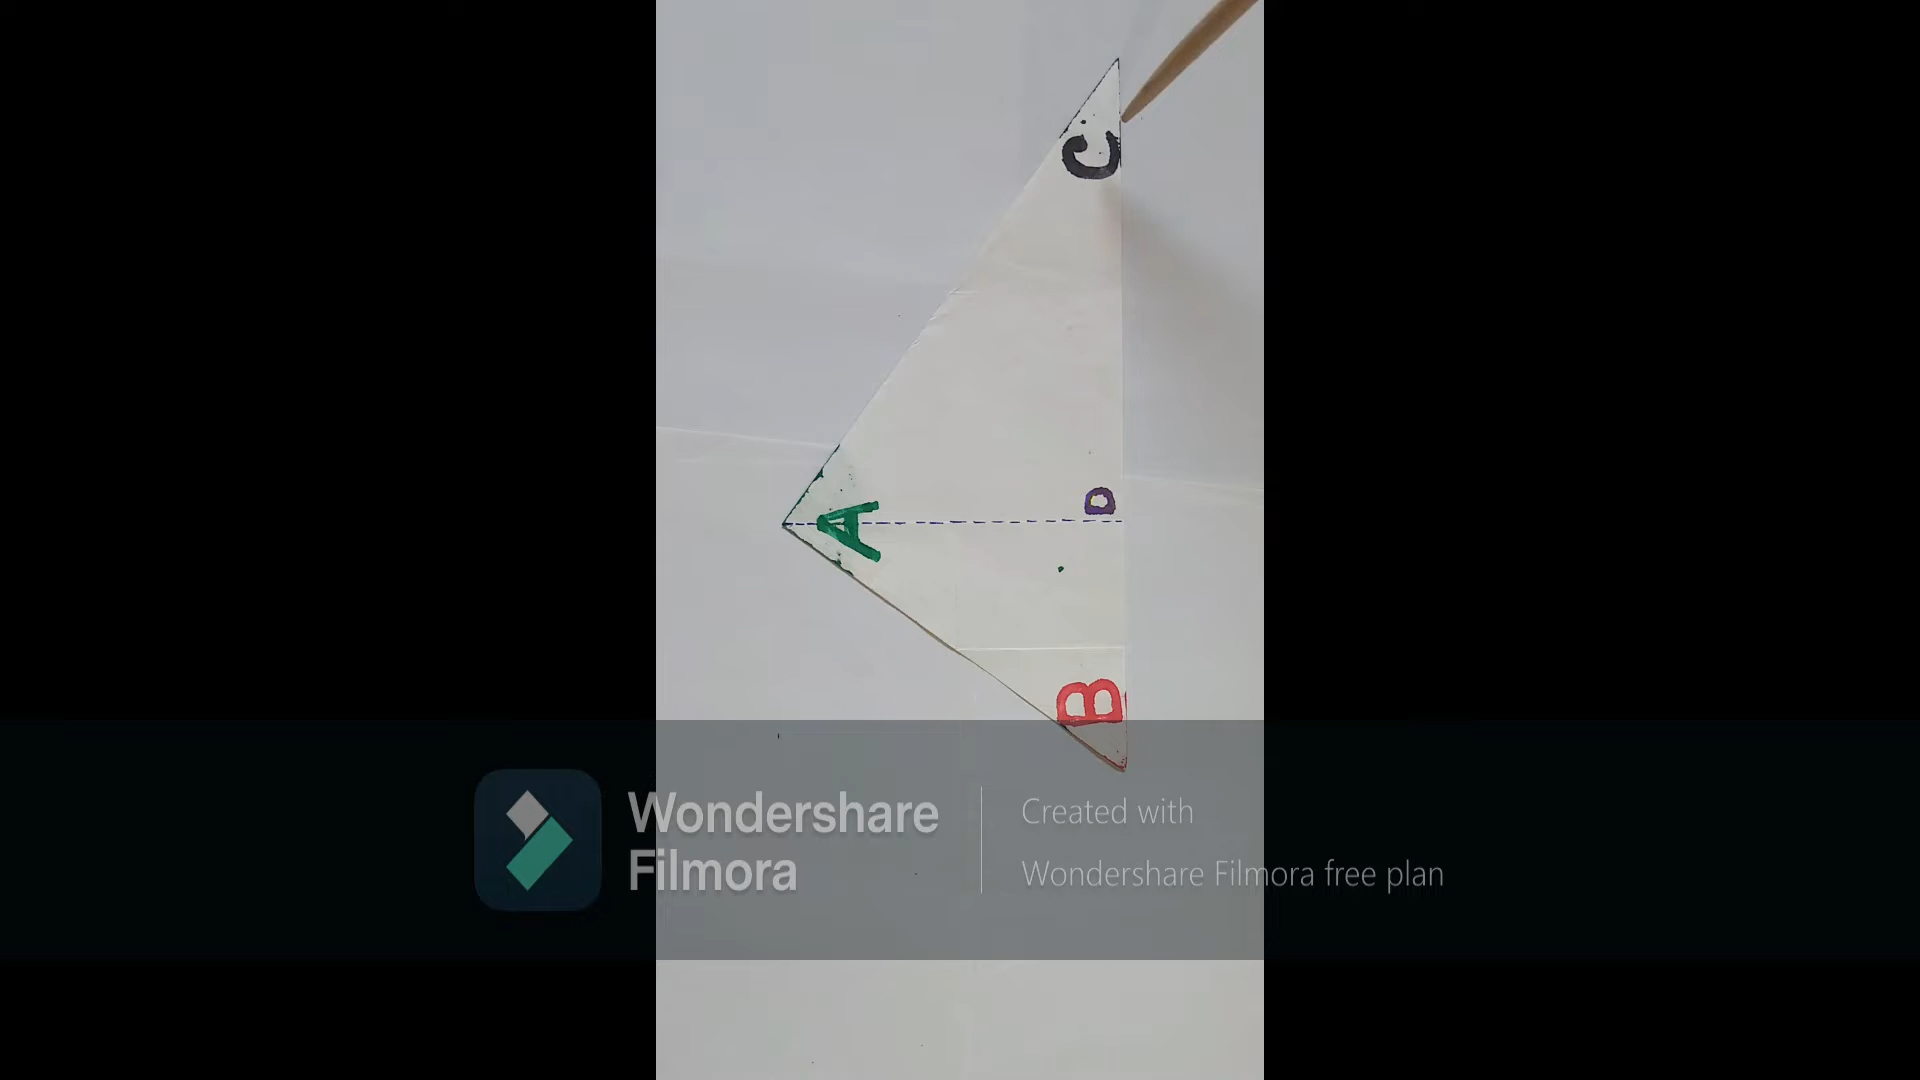 C
A
D
B
Wondershare
Filmora
Created with
Wondershare Filmora free plan